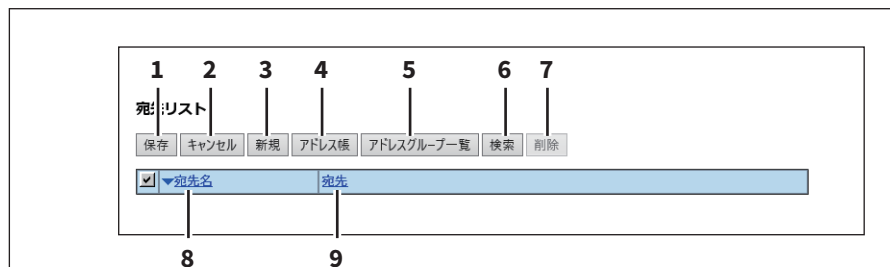 1 2 3 4 5 6 7
宛先リスト
保存 キャンセル 新規 アドレス帳 アドレスグループ一覧 検索 削除
▼宛先名 宛先
8 9